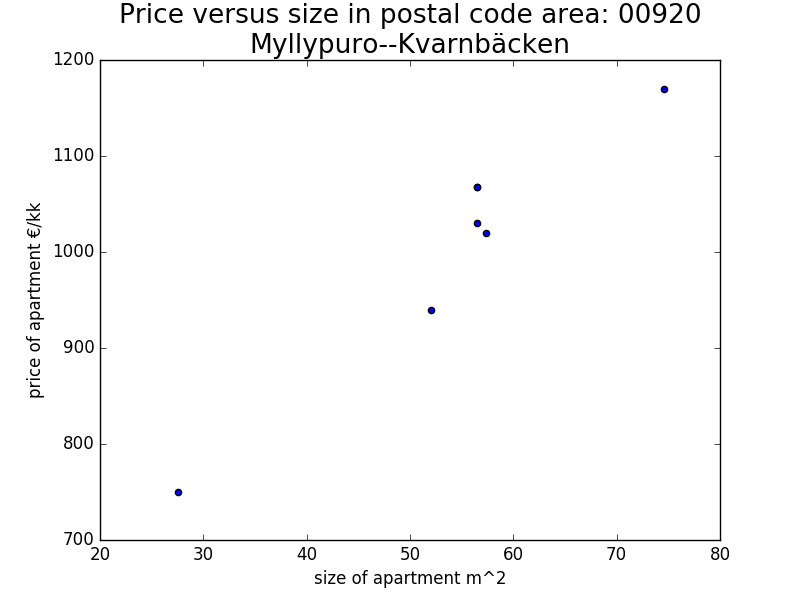 Price versus size in postal code area: 00920
Myllypuro--Kvarnbäcken
1200
1100
1000
900
800
700
price of apartment €/kk
20 30 40 50 60 70 80
size of apartment m^2